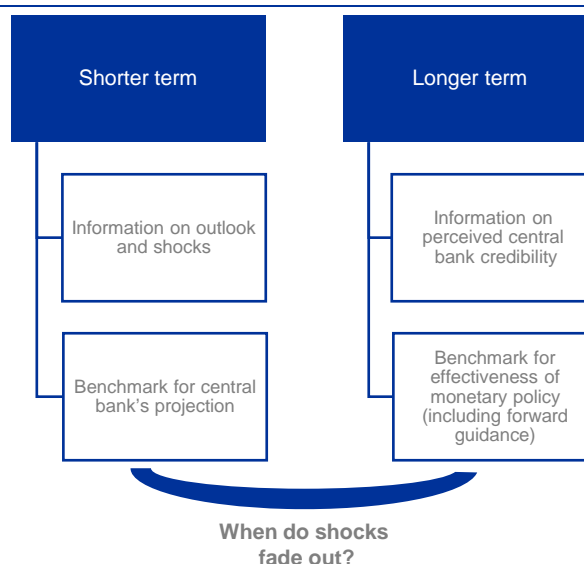 Shorter term
Information on outlook
and shocks
Benchmark for central
bank's projection
Longer term
Information on
perceived central
bank credibility
Benchmark for
effectiveness of
monetary policy
(including forward
guidance)
When do shocks
fade out?